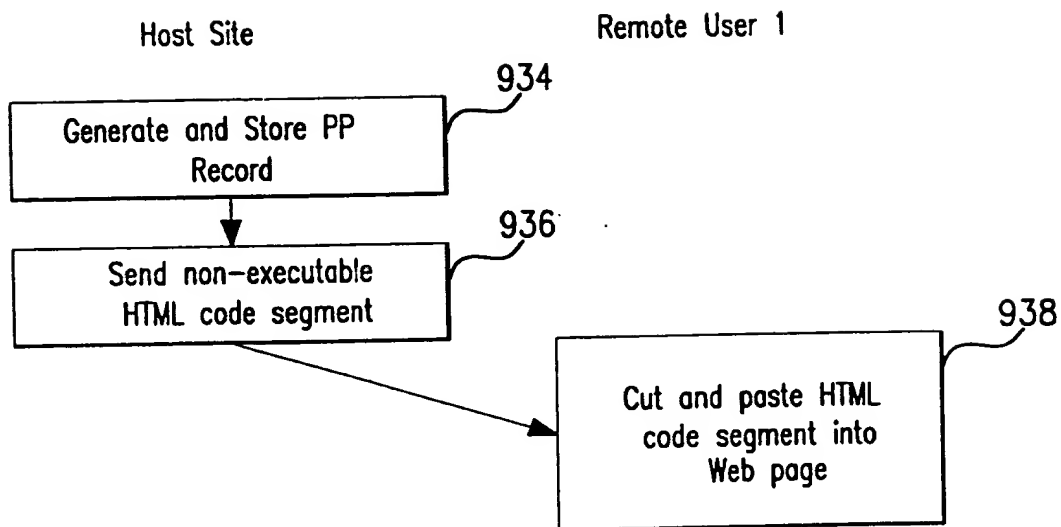 Host Site
Remote User 1
934
Generate and Store PP
Record
936
Send non-executable
HTML code segment
938
Cut and paste HTML
code segment into
Web page